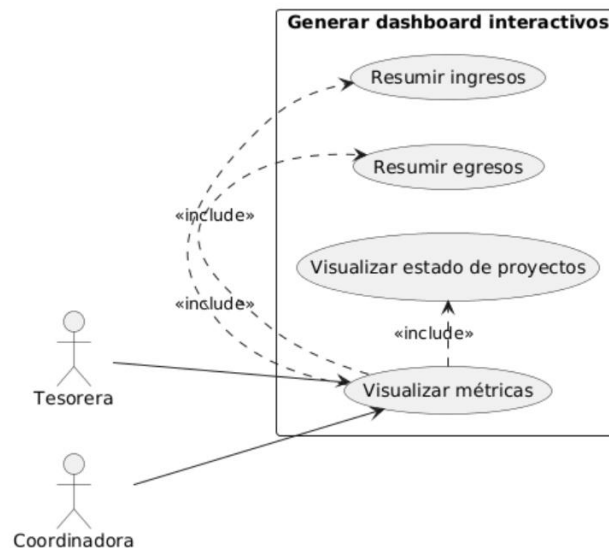 Generar dashboard interactivos
Resumir ingresos
Resumir egresos
«include»
Visualizar estado de proyectos
«include»
«include»
Visualizar métricas
Tesorera
Coordinadora